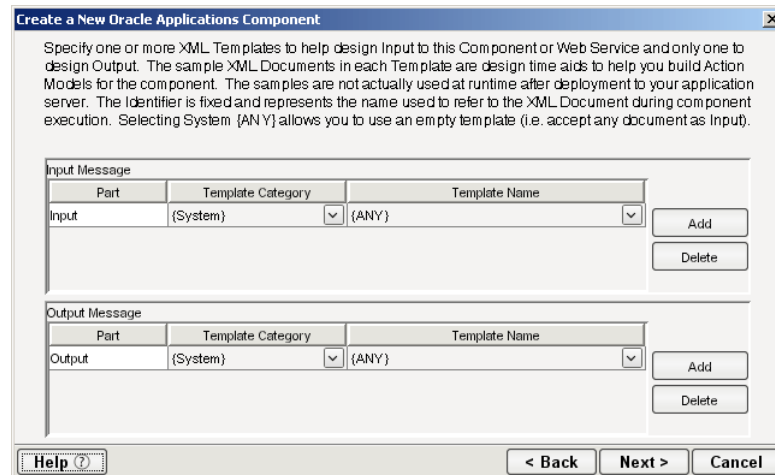 Create a New Oracle Applications Component
Specify one or more XML Templates to help design Input to this Component or Web Service and only one to
design Output. The sample XML Documents in each Template are design time aids to help you build Action
Models for the component. The samples are not actually used at runtime after deployment to your application
server. The Identifier is fixed and represents the name used to refer to the XML Document during component
execution. Selecting System {ANY} allows you to use an empty template (i.e. accept any document as Input).
Input Message
Part Template Category Template Name
Input {System} {ANY}
Add
Delete
Output Message
Part Template Category Template Name
Output {System} {ANY}
Add
Delete
Help ? < Back Next > Cancel